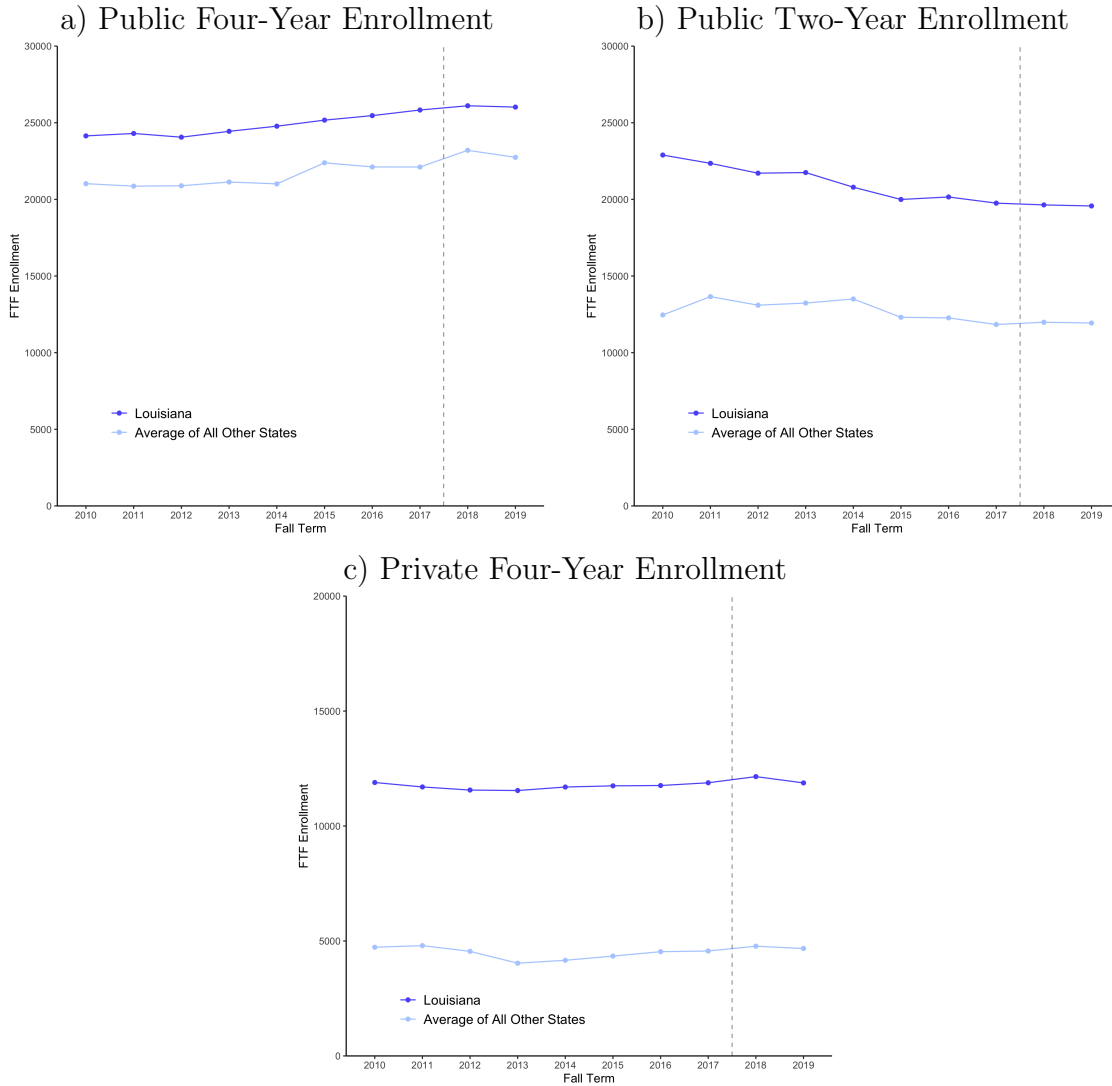 a) Public Four-Year Enrollment
30000
25000
20000
15000
10000
5000
0
FTF Enrollment
Louisiana
Average of All Other States
2010 2011 2012 2013 2014 2015 2016 2017 2018 2019
Fall Term
b) Public Two-Year Enrollment
30000
25000
20000
15000
10000
5000
0
FTF Enrollment
Louisiana
Average of All Other States
2010 2011 2012 2013 2014 2015 2016 2017 2018 2019
Fall Term
c) Private Four-Year Enrollment
20000
15000
10000
5000
0
FTF Enrollment
Louisiana
Average of All Other States
2010 2011 2012 2013 2014 2015 2016 2017 2018 2019
Fall Term